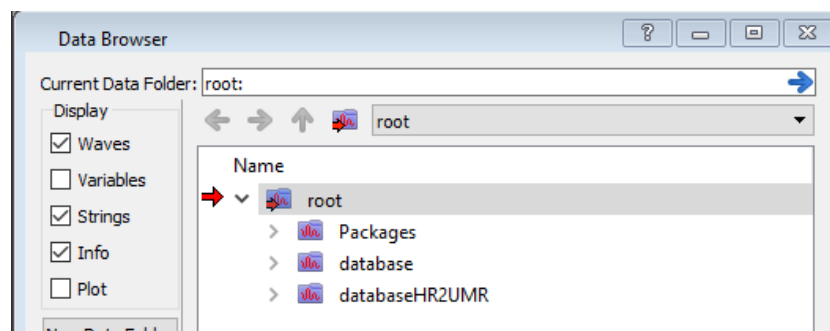 Data Browser
Current Data Folder: root:
Display
root
Waves
Name
Variables
root
Strings
Packages
Info
database
Plot
databaseHR2UMR